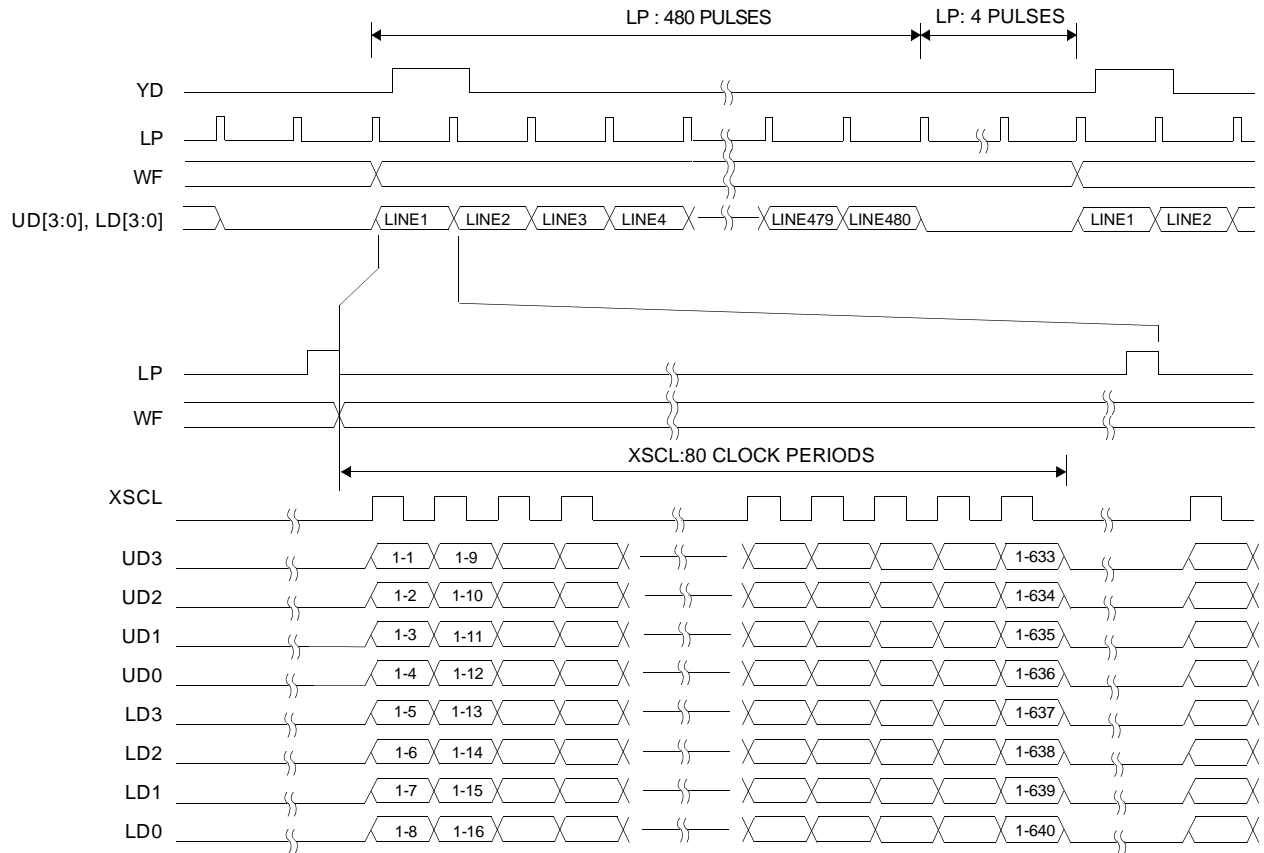 LP : 480 PULSES LP: 4 PULSES
YD
LP
WF
UD[3:0], LD[3:0] LINE1 LINE2 LINE3 LINE4 LINE479 LINE480 LINE1 LINE2
LP
WF
XSCL:80 CLOCK PERIODS
XSCL
UD3 1-1 1-9 1-633
UD2 1-2 1-10 1-634
UD1 1-3 1-11 1-635
UD0 1-4 1-12 1-636
LD3 1-5 1-13 1-637
LD2 1-6 1-14 1-638
LD1 1-7 1-15 1-639
LD0 1-8 1-16 1-640